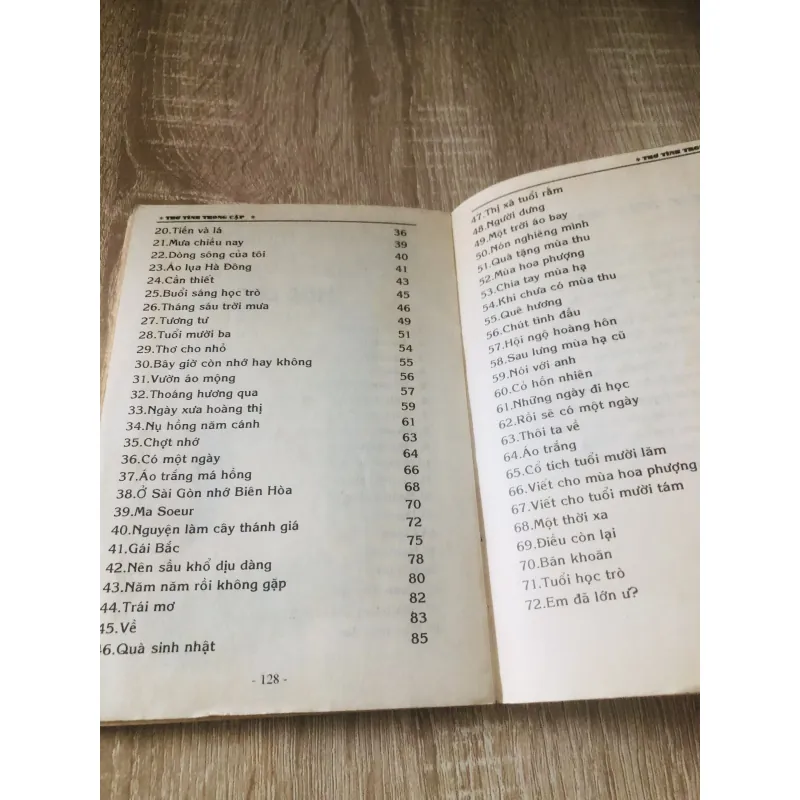 THƠ TÌNH TRONG CẶP
20.Tiền và lá 36
21.Mưa chiều nay 39
22.Dòng sông của tôi 40
23.Áo lụa Hà Đông 41
24.Cần thiết 43
25.Buổi sáng học trò 45
26.Tháng sáu trời mưa 46
27.Tương tư 49
28.Tuổi mười ba 51
29.Thơ cho nhỏ 54
30.Bây giờ còn nhớ hay không 55
31.Vườn áo mộng 56
32.Thoáng hương qua 57
33.Ngày xưa hoàng thị 59
34.Nụ hồng năm cánh 61
35.Chợt nhớ 63
36.Có một ngày 64
37.Áo trắng má hồng 66
38.Ở Sài Gòn nhớ Biên Hòa 68
39.Ma Soeur 70
40.Nguyện làm cây thánh giá 72
41.Gái Bắc 75
42.Nên sầu khổ dịu dàng 78
43.Năm năm rồi không gặp 80
44.Trái mơ 82
45.Về 83
46.Quà sinh nhật 85
- 128 -
THƠ TÌNH TRO
47.Thị xã tuổi rằm
48.Người dưng
49.Một trời áo bay
50.Nón nghiêng mình
51.Quà tặng mùa thu
52.Mùa hoa phượng
53.Chia tay mùa hạ
54.Khi chưa có mùa thu
55.Quê hương
56.Chút tình đầu
57.Hội ngộ hoàng hôn
58.Sau lưng mùa hạ cũ
59.Nói với anh
60.Cỏ hồn nhiên
61.Những ngày đi học
62.Rồi sẽ có một ngày
63.Thôi ta về
64.Áo trắng
65.Cổ tích tuổi mười lăm
66.Viết cho mùa hoa phượng
67.Viết cho tuổi mười tám
68.Một thời xa
69.Điều còn lại
70.Băn khoăn
71.Tuổi học trò
72.Em đã lớn ư?